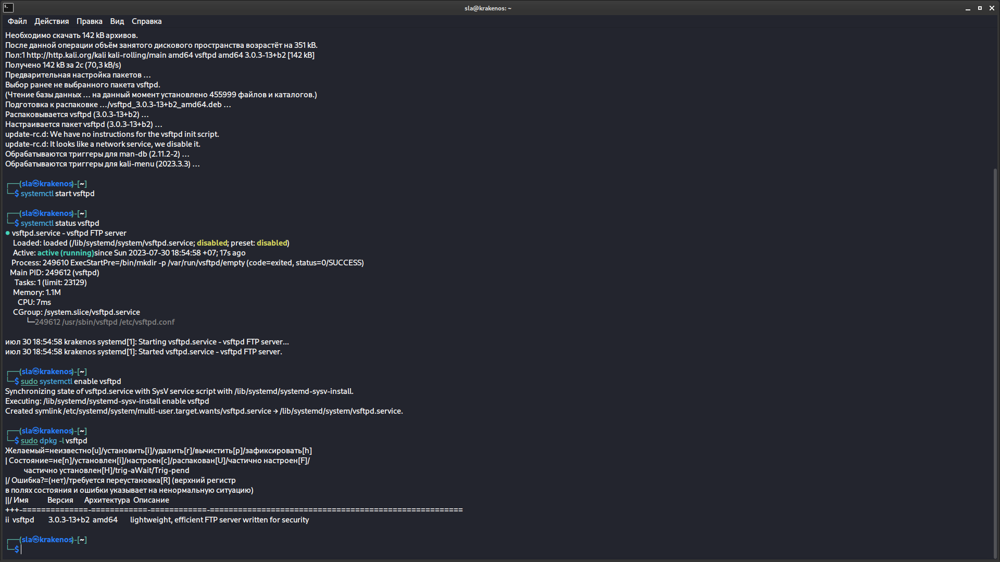 sla@krakenos: ~
Файл Действия Правка Вид Справка
Необходимо скачать 142 kB архивов.
После данной операции объём занятого дискового пространства возрастёт на 351 kB.
Пол:1 http://http.kali.org/kali kali-rolling/main amd64 vsftpd amd64 3.0.3-13+b2 [142 kB]
Получено 142 kB за 2с (70,3 kB/s)
Предварительная настройка пакетов …
Выбор ранее не выбранного пакета vsftpd.
(Чтение базы данных … на данный момент установлено 455999 файлов и каталогов.)
Подготовка к распаковке …/vsftpd_3.0.3-13+b2_amd64.deb …
Распаковывается vsftpd (3.0.3-13+b2) …
Настраивается пакет vsftpd (3.0.3-13+b2) …
update-rc.d: We have no instructions for the vsftpd init script.
update-rc.d: It looks like a network service, we disable it.
Обрабатываются триггеры для man-db (2.11.2-2) …
Обрабатываются триггеры для kali-menu (2023.3.3) …
┌──(sla㉿krakenos)-[~]
└─$ systemctl start vsftpd
┌──(sla㉿krakenos)-[~]
└─$ systemctl status vsftpd
● vsftpd.service - vsftpd FTP server
Loaded: loaded (/lib/systemd/system/vsftpd.service; disabled; preset: disabled)
Active: active (running)since Sun 2023-07-30 18:54:58 +07; 17s ago
Process: 249610 ExecStartPre=/bin/mkdir -p /var/run/vsftpd/empty (code=exited, status=0/SUCCESS)
Main PID: 249612 (vsftpd)
Tasks: 1 (limit: 23129)
Memory: 1.1M
CPU: 7ms
CGroup: /system.slice/vsftpd.service
└─249612 /usr/sbin/vsftpd /etc/vsftpd.conf
июл 30 18:54:58 krakenos systemd[1]: Starting vsftpd.service - vsftpd FTP server...
июл 30 18:54:58 krakenos systemd[1]: Started vsftpd.service - vsftpd FTP server.
┌──(sla㉿krakenos)-[~]
└─$ sudo systemctl enable vsftpd
Synchronizing state of vsftpd.service with SysV service script with /lib/systemd/systemd-sysv-install.
Executing: /lib/systemd/systemd-sysv-install enable vsftpd
Created symlink /etc/systemd/system/multi-user.target.wants/vsftpd.service → /lib/systemd/system/vsftpd.service.
┌──(sla㉿krakenos)-[~]
└─$ sudo dpkg -l vsftpd
Желаемый=неизвестно[u]/установить[i]/удалить[r]/вычистить[p]/зафиксировать[h]
| Состояние=не[n]/установлен[i]/настроен[c]/распакован[U]/частично настроен[F]/
частично установлен[H]/trig-aWait/Trig-pend
|/ Ошибка?=(нет)/требуется переустановка[R] (верхний регистр
в полях состояния и ошибки указывает на ненормальную ситуацию)
||/ Имя Версия Архитектура Описание
+++-==============-============-============-======================================================
ii vsftpd 3.0.3-13+b2 amd64 lightweight, efficient FTP server written for security
┌──(sla㉿krakenos)-[~]
└─$